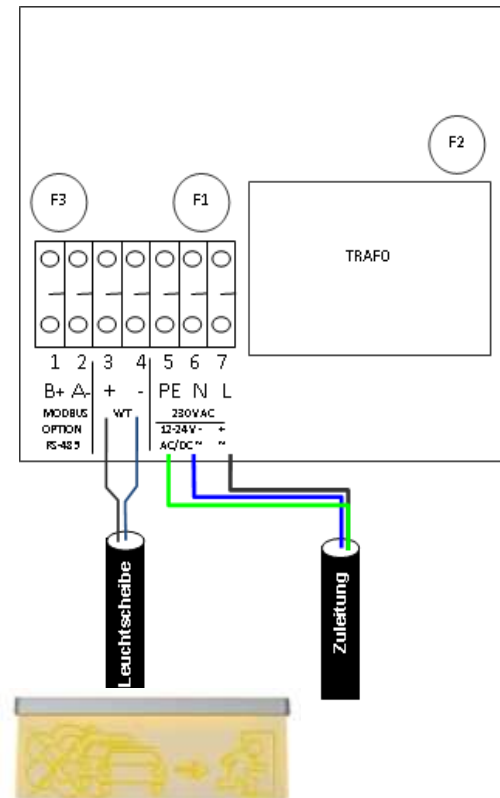 F2
F3 F1
TRAFO
1 2 3 4 5 6 7
B+ A- + - PE N L
MODBUS WT 230VAC
OPTION 12-24V - +
RS-485 AC/DC ~ ~
Leuchtscheibe
Zuleitung